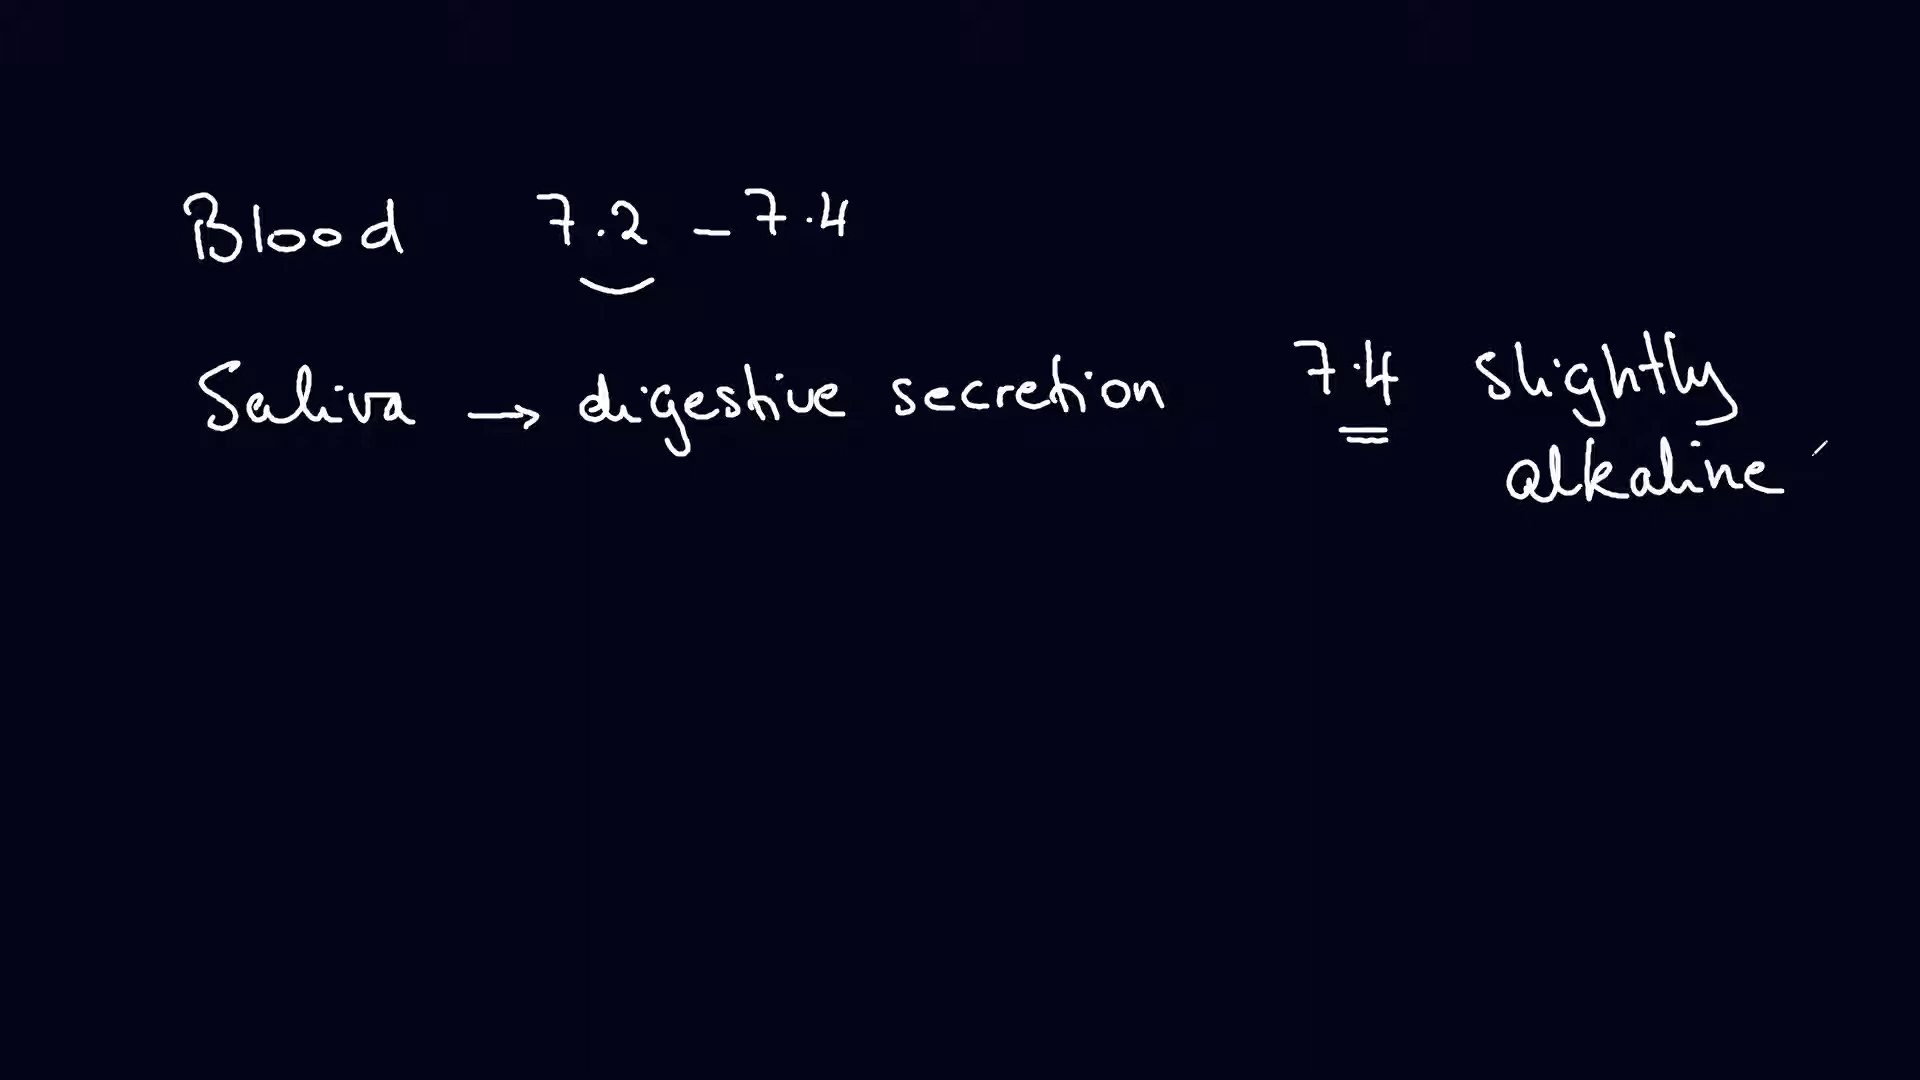 Blood 7.2 - 7.4
Saliva → digestive secretion 7.4 slightly
alkaline